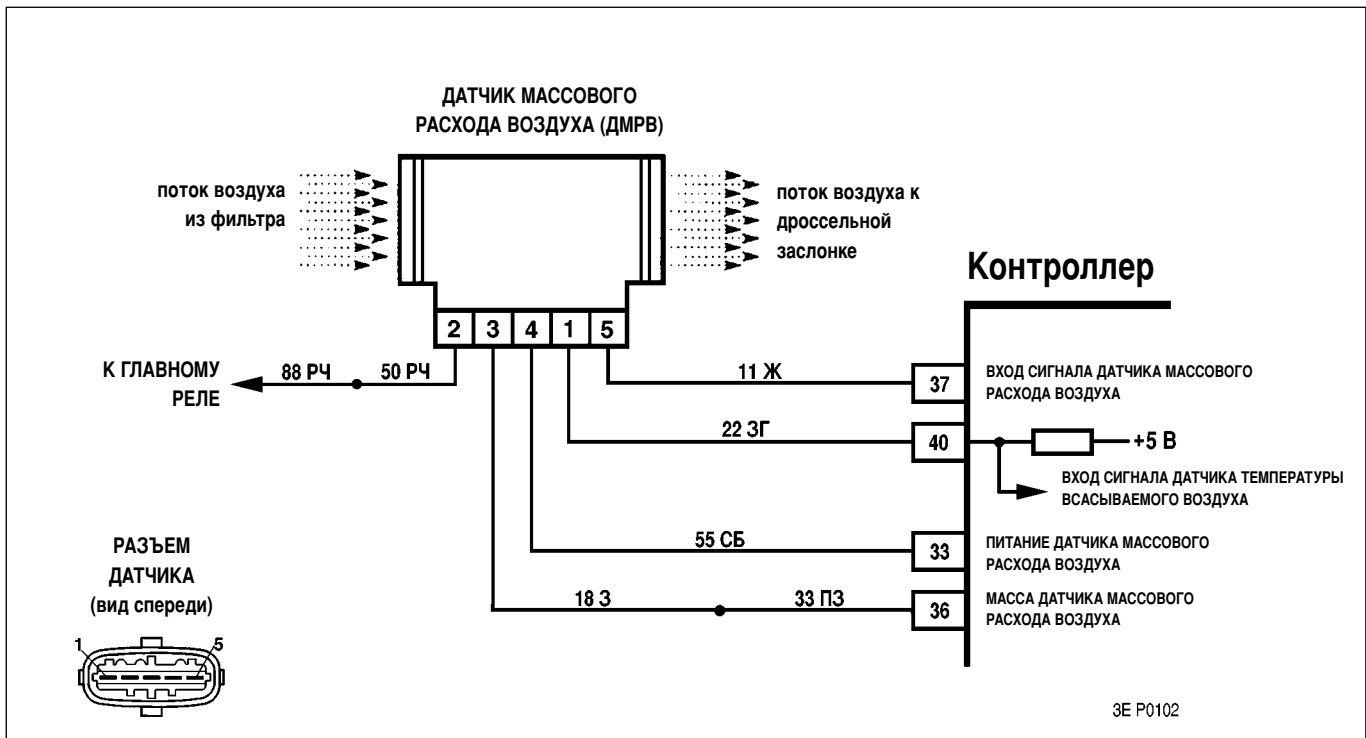 ДАТЧИК МАССОВОГО
РАСХОДА ВОЗДУХА (ДМРВ)
поток воздуха
из фильтра
поток воздуха к
дроссельной
заслонке
Контроллер
2 3 4 1 5
К ГЛАВНОМУ
РЕЛЕ
88 РЧ
50 РЧ
11 Ж
37
ВХОД СИГНАЛА ДАТЧИКА МАССОВОГО
РАСХОДА ВОЗДУХА
22 ЗГ
40
+5 В
ВХОД СИГНАЛА ДАТЧИКА ТЕМПЕРАТУРЫ
ВСАСЫВАЕМОГО ВОЗДУХА
55 СБ
33
ПИТАНИЕ ДАТЧИКА МАССОВОГО
РАСХОДА ВОЗДУХА
18 З
33 ПЗ
36
МАССА ДАТЧИКА МАССОВОГО
РАСХОДА ВОЗДУХА
РАЗЪЕМ
ДАТЧИКА
(вид спереди)
1
5
3Е Р0102